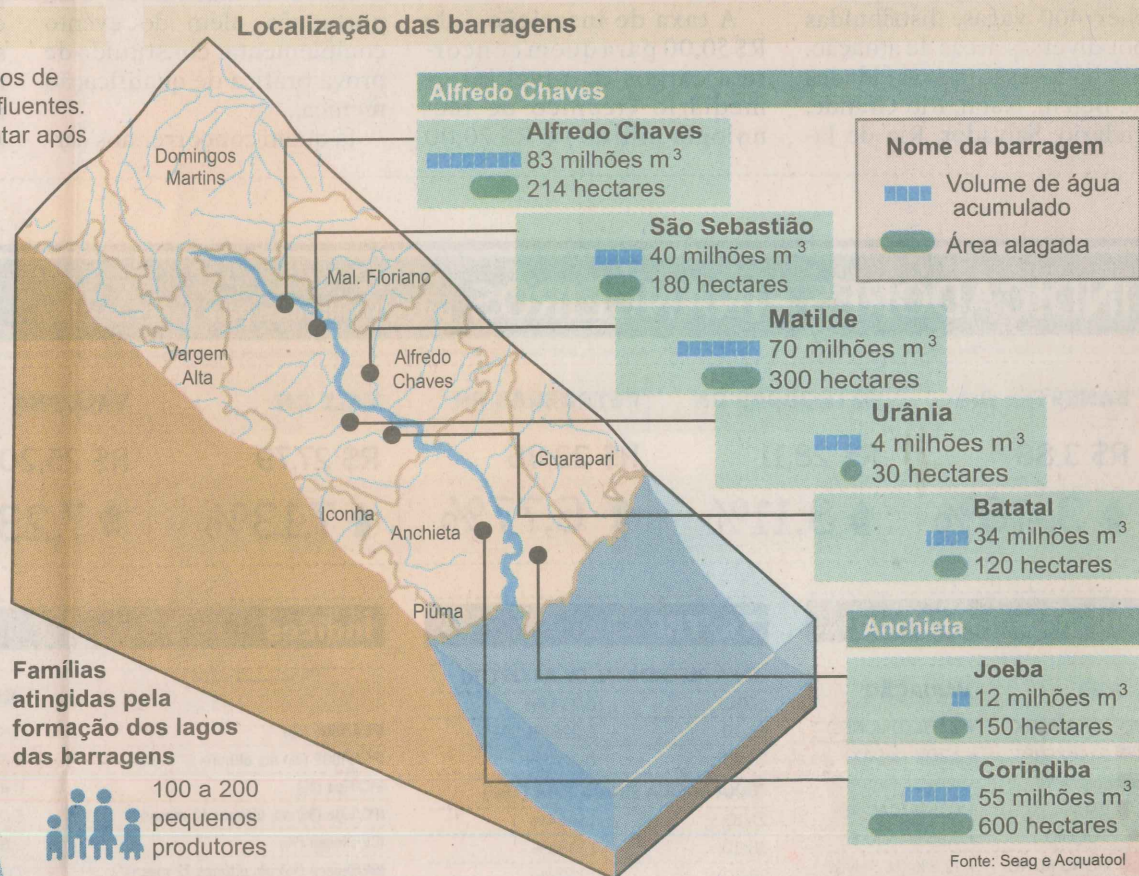 Localização das barragens
os de
fluentes.
tar após
Alfredo Chaves
Alfredo Chaves
83 milhões m³
214 hectares
São Sebastião
40 milhões m³
180 hectares
Matilde
70 milhões m³
300 hectares
Urânia
4 milhões m³
30 hectares
Batatal
34 milhões m³
120 hectares
Anchieta
Joeba
12 milhões m³
150 hectares
Corindiba
55 milhões m³
600 hectares
Nome da barragem
Volume de água
acumulado
Área alagada
Domingos
Martins
Mal. Floriano
Vargem
Alta
Alfredo
Chaves
Guarapari
Iconha
Anchieta
Piúma
Famílias
atingidas pela
formação dos lagos
das barragens
100 a 200
pequenos
produtores
Fonte: Seag e Acquatool